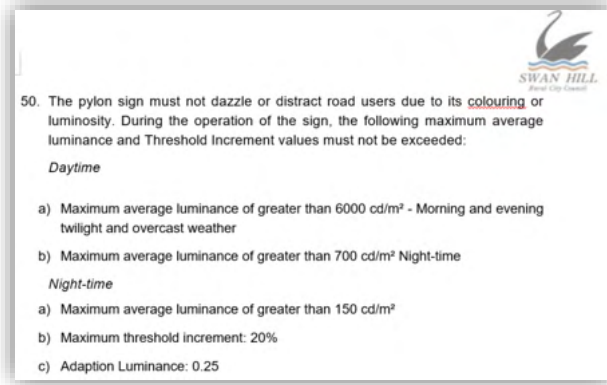 SWAN HILL
Rural City Council
50. The pylon sign must not dazzle or distract road users due to its colouring or
luminosity. During the operation of the sign, the following maximum average
luminance and Threshold Increment values must not be exceeded:
Daytime
a) Maximum average luminance of greater than 6000 cd/m² - Morning and evening
twilight and overcast weather
b) Maximum average luminance of greater than 700 cd/m² Night-time
Night-time
a) Maximum average luminance of greater than 150 cd/m²
b) Maximum threshold increment: 20%
c) Adaption Luminance: 0.25